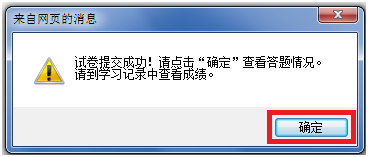 来自网页的消息
试卷提交成功！请点击“确定”查看答题情况。
请到学习记录中查看成绩。
确定